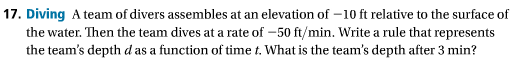 17. Diving A team of divers assembles at an elevation of −10 ft relative to the surface of
the water. Then the team dives at a rate of −50 ft/min. Write a rule that represents
the team's depth d as a function of time t. What is the team's depth after 3 min?